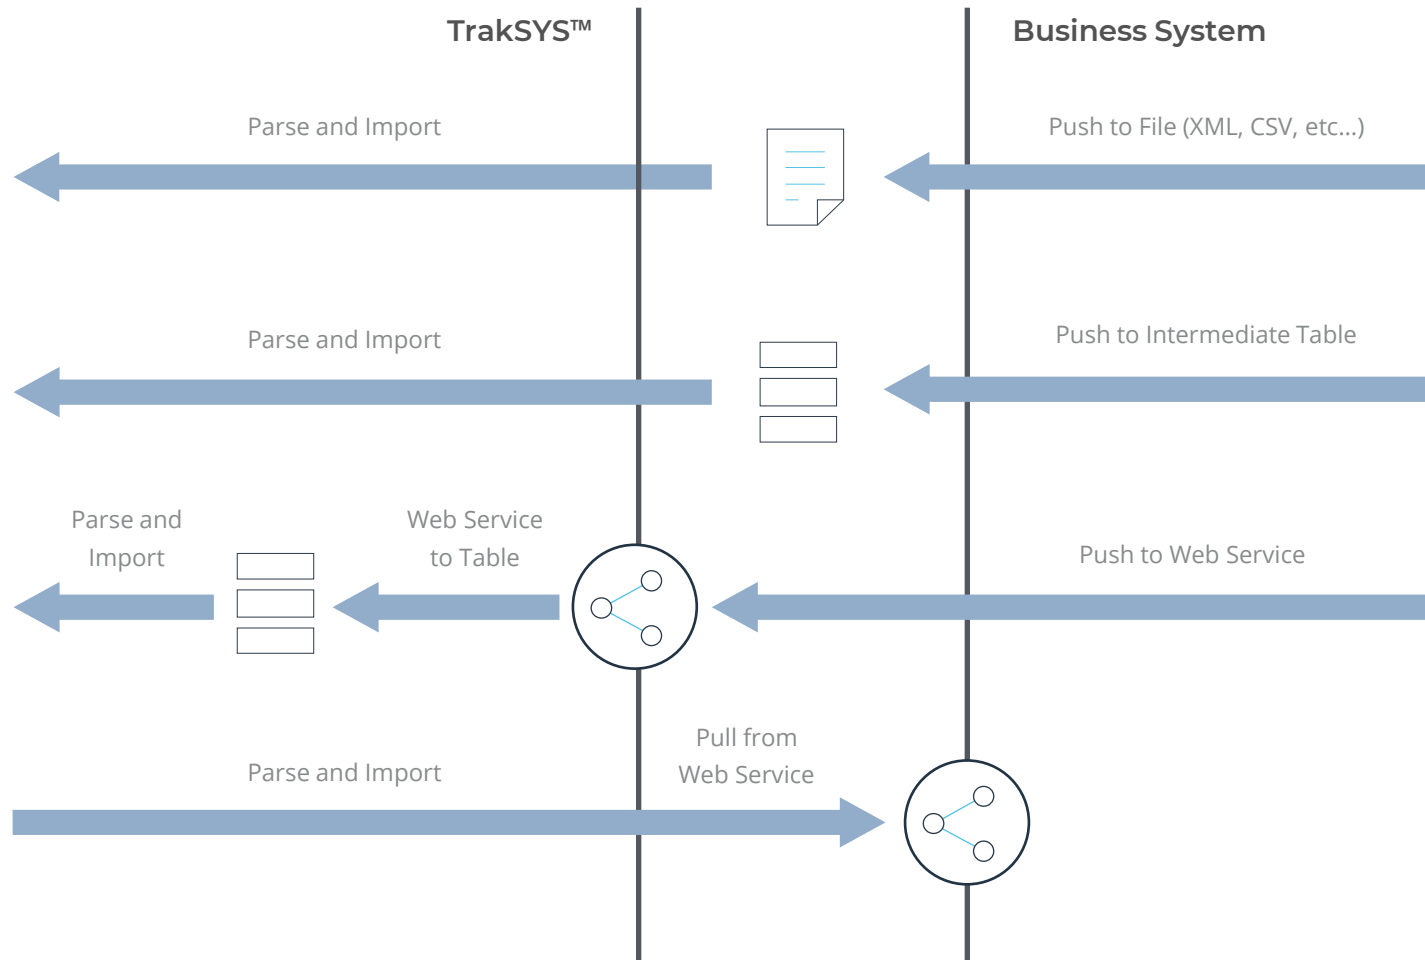 TrakSYS™
Business System
Parse and Import
Push to File (XML, CSV, etc...)
Parse and Import
Push to Intermediate Table
Parse and
Import
Web Service
to Table
Push to Web Service
Parse and Import
Pull from
Web Service